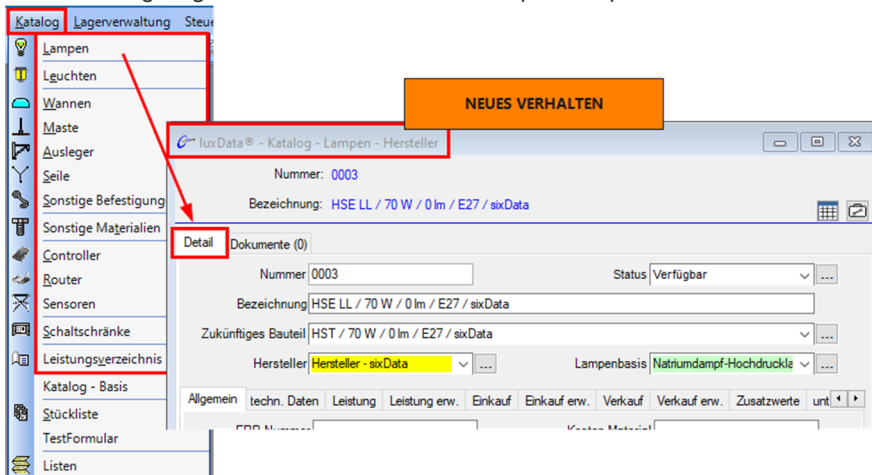 Katalog Lagerverwaltung
Lampen
Leuchten
Wannen
Maste
Ausleger
Seile
Sonstige Befestigung
Sonstige Materialien
Controller
Router
Sensoren
Schaltschränke
Leistungsverzeichnis
Katalog - Basis
Stückliste
TestFormular
Listen
NEUES VERHALTEN
luxData® - Katalog - Lampen - Hersteller
Nummer: 0003
Bezeichnung: HSE LL / 70 W / 0 lm / E27 / sixData
Detail Dokumente (0)
Nummer 0003 Status Verfügbar ...
Bezeichnung HSE LL / 70 W / 0 lm / E27 / sixData
Zukünftiges Bauteil HST / 70 W / 0 lm / E27 / sixData ...
Hersteller Hersteller - sixData ... Lampenbasis Natriumdampf-Hochdruckla ...
Allgemein techn. Daten Leistung Leistung erw. Einkauf Einkauf erw. Verkauf Verkauf erw. Zusatzwerte unt